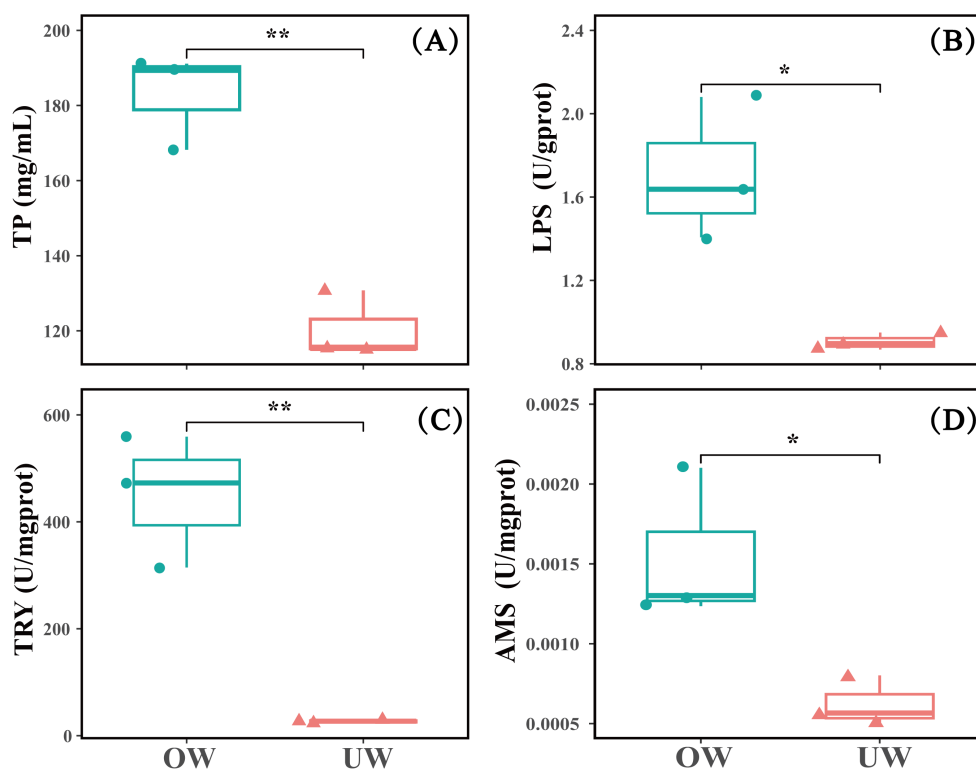 (A)
**
TP (mg/mL)
200
180
160
140
120
(B)
*
LPS (U/gprot)
2.4
2.0
1.6
1.2
0.8
(C)
**
TRY (U/mgprot)
600
400
200
0
OW UW
(D)
*
AMS (U/mgprot)
0.0025
0.0020
0.0015
0.0010
0.0005
OW UW